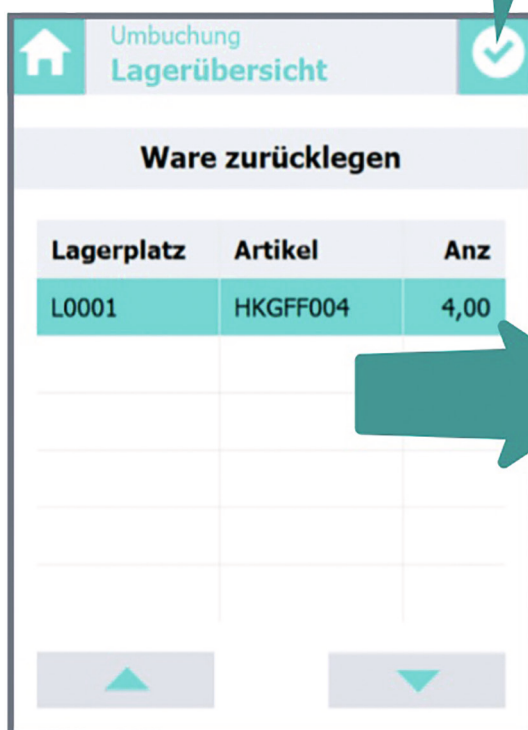 Umbuchung
Lagerübersicht
Ware zurücklegen
Lagerplatz Artikel Anz
L0001 HKGFF004 4,00